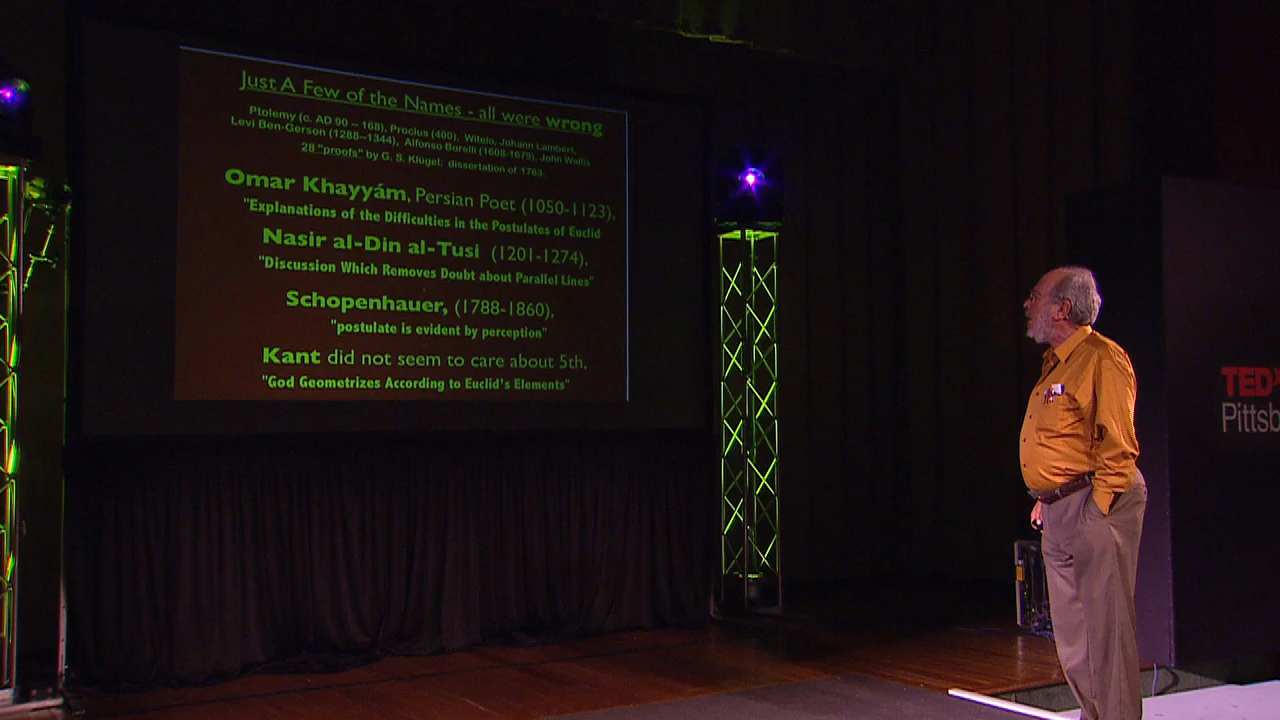 Just A Few of the Names - all were wrong
Ptolemy (c. AD 90 – 168), Proclus (400), Witelo, Johann Lambert,
Levi Ben-Gerson (1288–1344), Alfonso Borelli (1608-1679), John Wallis
28 "proofs" by G. S. Klügel: dissertation of 1763.
Omar Khayyám, Persian Poet (1050-1123),
"Explanations of the Difficulties in the Postulates of Euclid
Nasir al-Din al-Tusi (1201-1274),
"Discussion Which Removes Doubt about Parallel Lines"
Schopenhauer, (1788-1860),
"postulate is evident by perception"
Kant did not seem to care about 5th,
"God Geometrizes According to Euclid's Elements"
TEDx
Pittsb